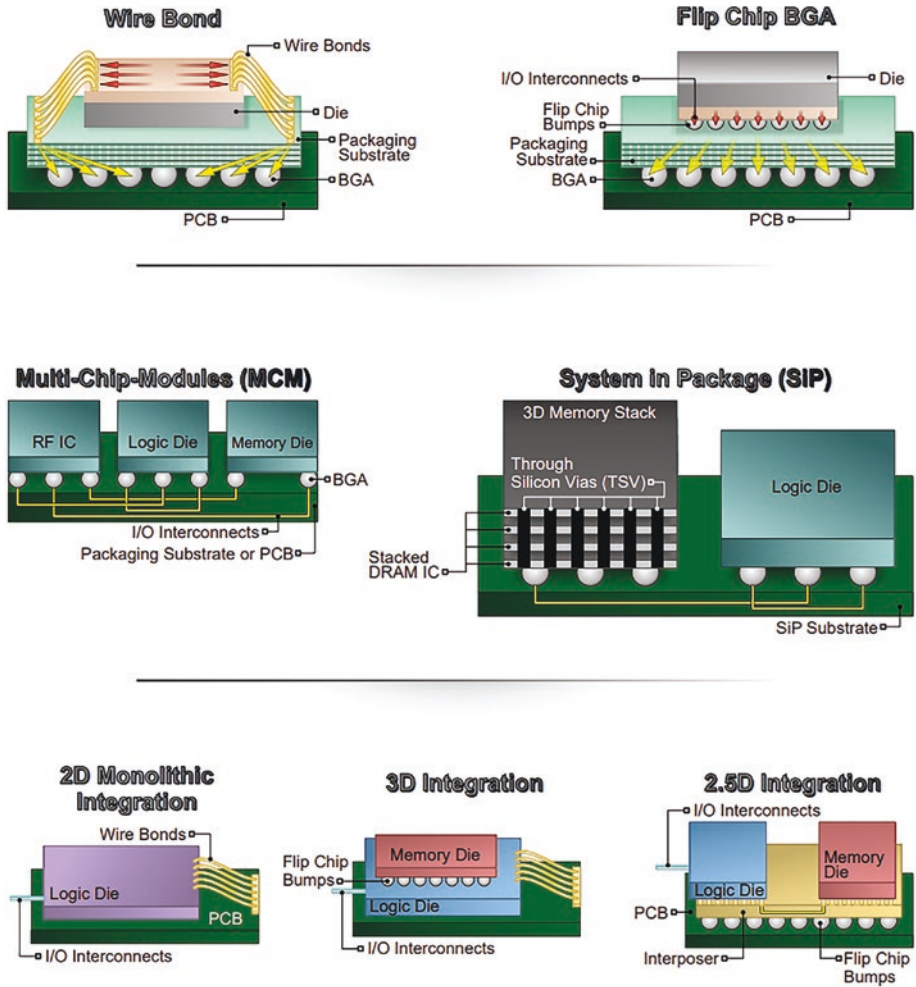 Wire Bond
Wire Bonds
Die
Packaging
Substrate
BGA
PCB
Flip Chip BGA
I/O Interconnects
Die
Flip Chip
Bumps
Packaging
Substrate
BGA
PCB
Multi-Chip-Modules (MCM)
RF IC
Logic Die
Memory Die
BGA
I/O Interconnects
Packaging Substrate or PCB
System in Package (SiP)
3D Memory Stack
Through
Silicon Vias (TSV)
Logic Die
Stacked
DRAM IC
SiP Substrate
2D Monolithic
Integration
Wire Bonds
Logic Die
PCB
I/O Interconnects
3D Integration
Memory Die
Flip Chip
Bumps
Logic Die
I/O Interconnects
2.5D Integration
I/O Interconnects
Memory
Die
Logic Die
PCB
Interposer
Flip Chip
Bumps